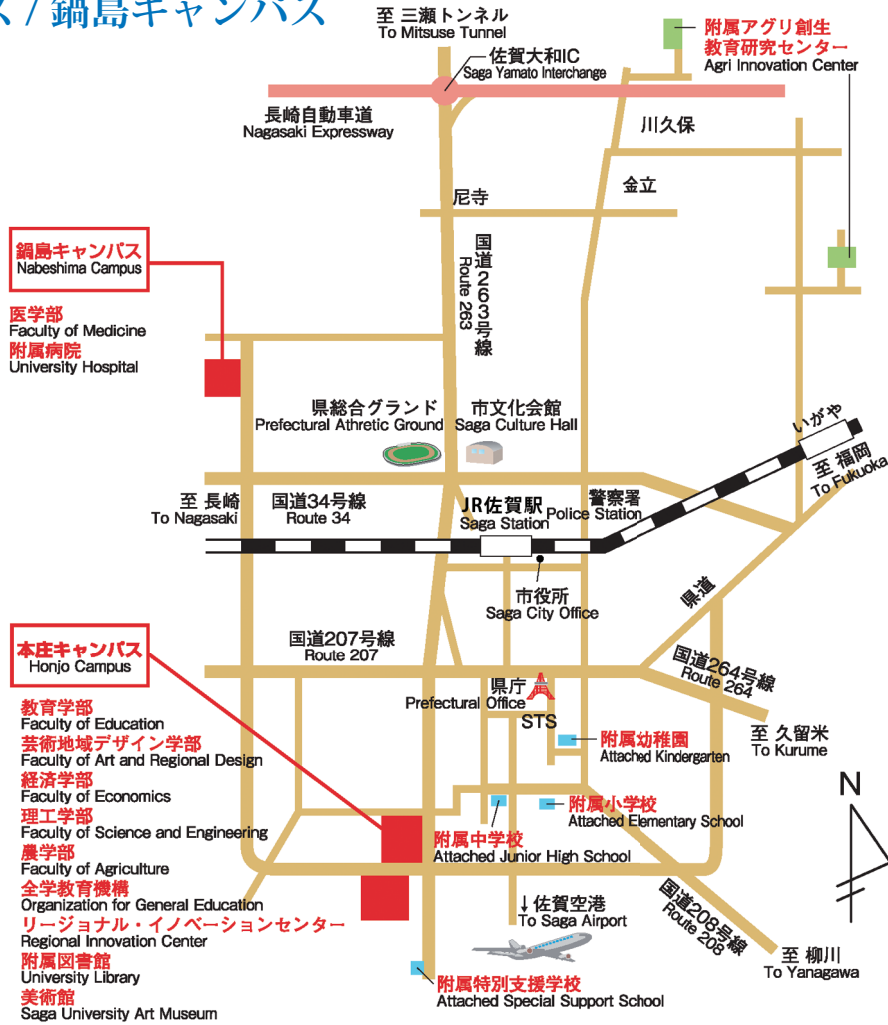 ス / 鍋島キャンパス
至 三瀬トンネル
To Mitsuse Tunnel
佐賀大和IC
Saga Yamato Interchange
附属アグリ創生
教育研究センター
Agri Innovation Center
長崎自動車道
Nagasaki Expressway
川久保
金立
尼寺
国道263号線
Route 263
鍋島キャンパス
Nabeshima Campus
医学部
Faculty of Medicine
附属病院
University Hospital
県総合グランド
Prefectural Athretic Ground
市文化会館
Saga Culture Hall
いがや
至 福岡
To Fukuoka
至 長崎
To Nagasaki
国道34号線
Route 34
JR佐賀駅
Saga Station
警察署
Police Station
市役所
Saga City Office
県道
国道207号線
Route 207
国道264号線
Route 264
至 久留米
To Kurume
本庄キャンパス
Honjo Campus
県庁
Prefectural Office
STS
附属幼稚園
Attached Kindergarten
教育学部
Faculty of Education
芸術地域デザイン学部
Faculty of Art and Regional Design
経済学部
Faculty of Economics
理工学部
Faculty of Science and Engineering
農学部
Faculty of Agriculture
全学教育機構
Organization for General Education
リージョナル・イノベーションセンター
Regional Innovation Center
附属図書館
University Library
美術館
Saga University Art Museum
N
附属小学校
Attached Elementary School
附属中学校
Attached Junior High School
↓佐賀空港
To Saga Airport
国道208号線
Route 208
至 柳川
To Yanagawa
附属特別支援学校
Attached Special Support School